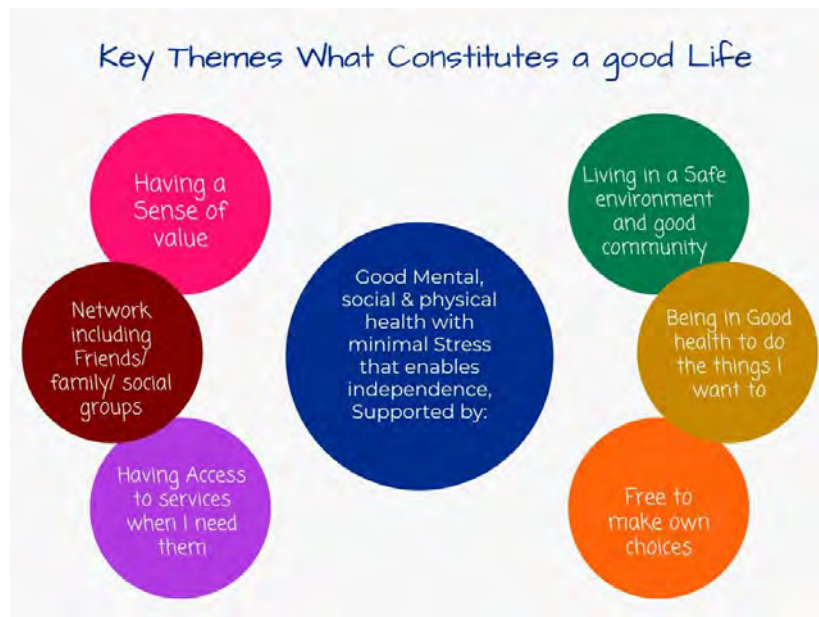 Key Themes What Constitutes a good Life
Having a
Sense of
value
Network
including
Friends/
family/ social
groups
Having Access
to services
when I need
them
Good Mental,
social & physical
health with
minimal Stress
that enables
independence,
Supported by:
Living in a Safe
environment
and good
community
Being in Good
health to do
the things I
want to
Free to
make own
choices